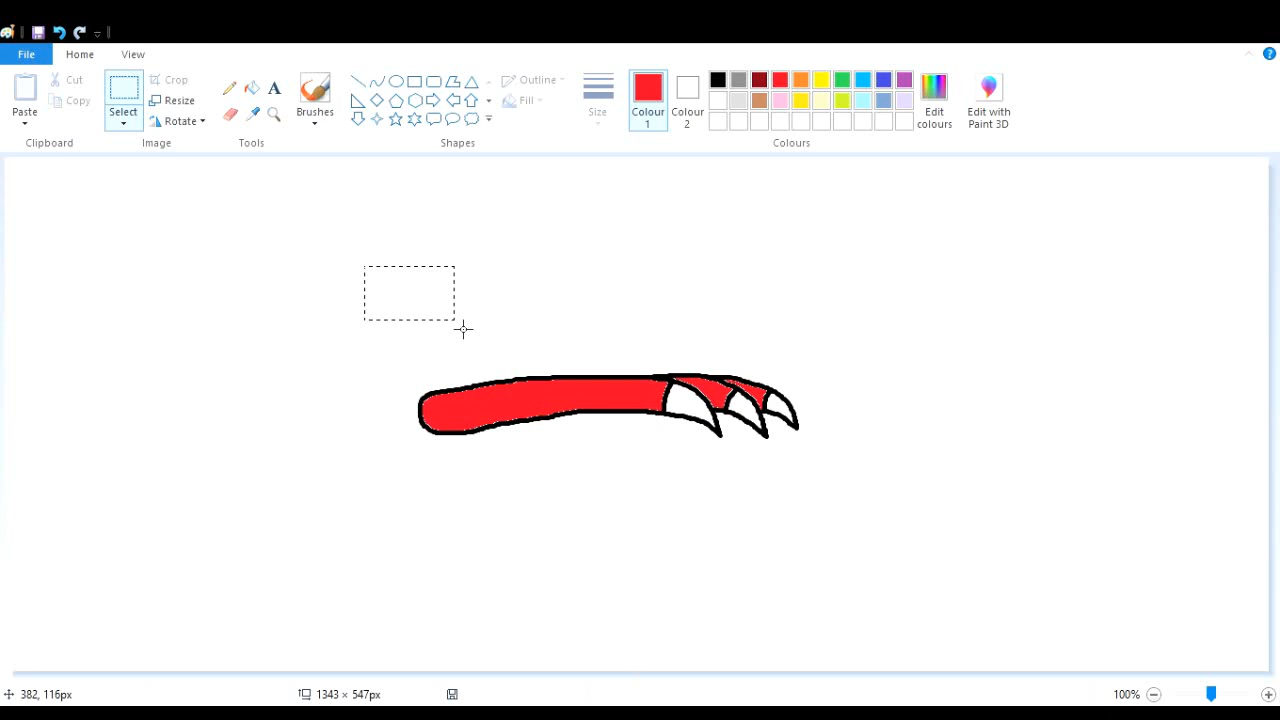 File Home View
Paste Cut Copy
Clipboard
Select Crop Resize Rotate
Image
Tools
Brushes
Outline Fill
Shapes
Size
Colour 1 Colour 2
Edit colours
Edit with Paint 3D
Colours
382, 116px 1343 × 547px 100%